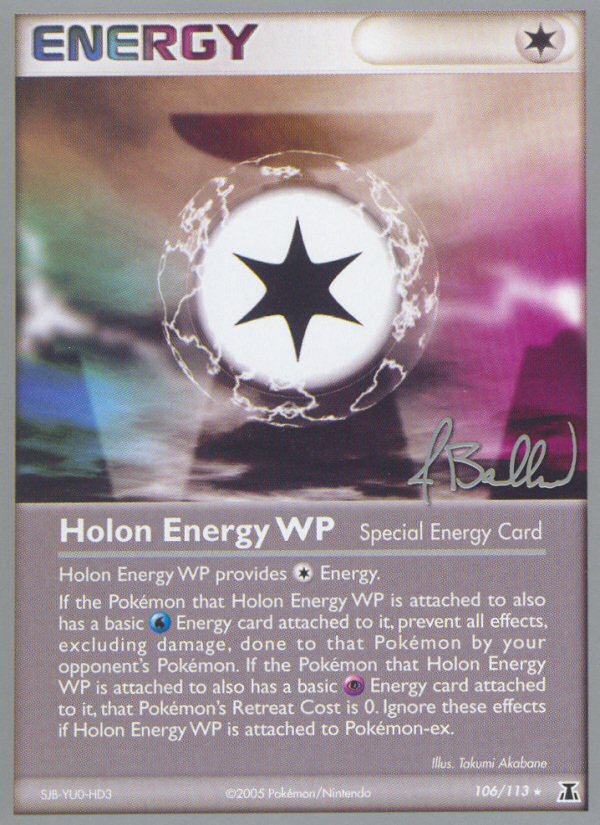 ENERGY
Holon Energy WP Special Energy Card
Holon Energy WP provides Energy.
If the Pokémon that Holon Energy WP is attached to also
has a basic Energy card attached to it, prevent all effects,
excluding damage, done to that Pokémon by your
opponent's Pokémon. If the Pokémon that Holon Energy
WP is attached to also has a basic Energy card attached
to it, that Pokémon's Retreat Cost is 0. Ignore these effects
if Holon Energy WP is attached to Pokémon-ex.
Illus. Takumi Akabane
SJB-YU0-HD3 ©2005 Pokémon/Nintendo 106/113 ★